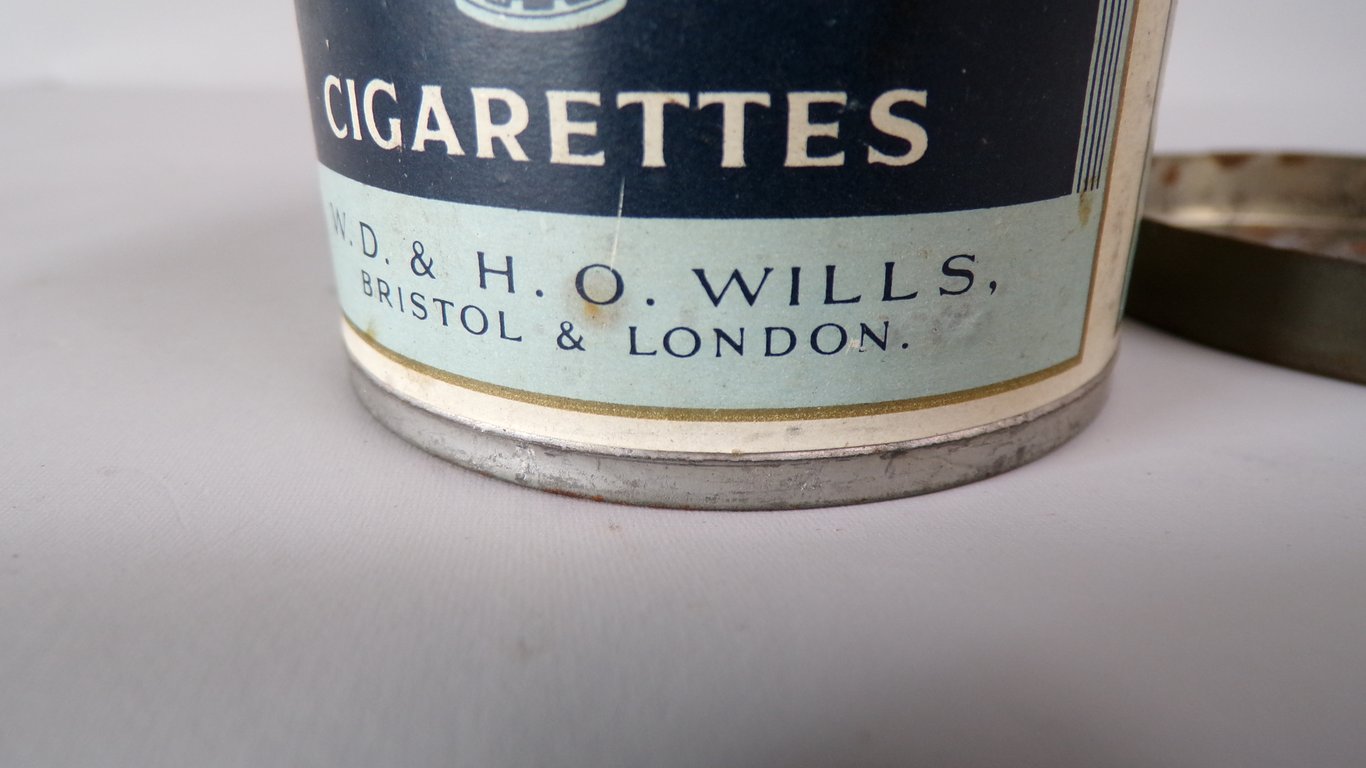 CIGARETTES
W.D. & H.O. WILLS,
BRISTOL & LONDON.